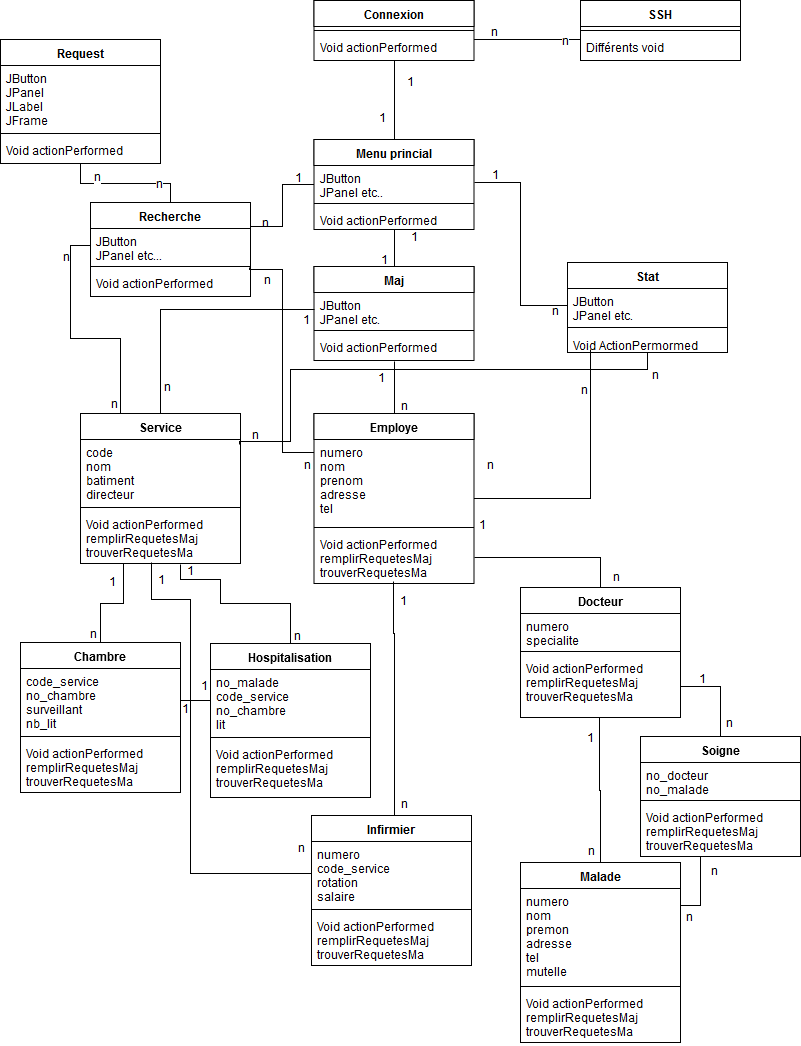 Connexion
Void actionPerformed
n
n
SSH
Différents void
Request
JButton
JPanel
JLabel
JFrame
Void actionPerformed
n
n
1
1
Menu princial
JButton
JPanel etc..
Void actionPerformed
1
n
1
n
1
1
Recherche
JButton
JPanel etc...
Void actionPerformed
n
n
n
n
Maj
JButton
JPanel etc.
Void actionPerformed
1
n
1
n
Stat
JButton
JPanel etc.
Void ActionPermormed
n
n
n
n
Service
code
nom
batiment
directeur
Void actionPerformed
remplirRequetesMaj
trouverRequetesMa
1
1
1
Employe
numero
nom
prenom
adresse
tel
Void actionPerformed
remplirRequetesMaj
trouverRequetesMa
1
n
1
n
n
n
n
Chambre
code_service
no_chambre
surveillant
nb_lit
Void actionPerformed
remplirRequetesMaj
trouverRequetesMa
1
1
Hospitalisation
no_malade
code_service
no_chambre
lit
Void actionPerformed
remplirRequetesMaj
trouverRequetesMa
Docteur
numero
specialite
Void actionPerformed
remplirRequetesMaj
trouverRequetesMa
1
n
1
n
Soigne
no_docteur
no_malade
Void actionPerformed
remplirRequetesMaj
trouverRequetesMa
n
n
Infirmier
numero
code_service
rotation
salaire
Void actionPerformed
remplirRequetesMaj
trouverRequetesMa
Malade
numero
nom
premon
adresse
tel
mutelle
Void actionPerformed
remplirRequetesMaj
trouverRequetesMa